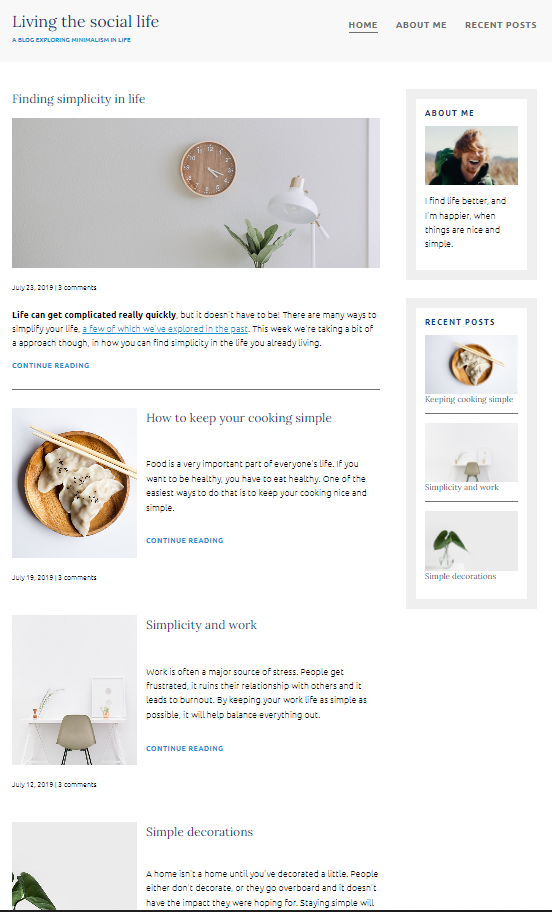 Living the social life
A BLOG EXPLORING MINIMALISM IN LIFE
HOME ABOUT ME RECENT POSTS
Finding simplicity in life
July 23, 2019 | 3 comments
Life can get complicated really quickly, but it doesn't have to be! There are many ways to
simplify your life, a few of which we've explored in the past. This week we're taking a bit of
a approach though, in how you can find simplicity in the life you already living.
CONTINUE READING
How to keep your cooking simple
Food is a very important part of everyone's life. If you
want to be healthy, you have to eat healthy. One of the
easiest ways to do that is to keep your cooking nice and
simple.
CONTINUE READING
July 19, 2019 | 3 comments
Simplicity and work
Work is often a major source of stress. People get
frustrated, it ruins their relationship with others and it
leads to burnout. By keeping your work life as simple as
possible, it will help balance everything out.
CONTINUE READING
July 12, 2019 | 3 comments
Simple decorations
A home isn't a home until you've decorated a little. People
either don't decorate, or they go overboard and it doesn't
have the impact they were hoping for. Staying simple will
ABOUT ME
I find life better, and
I'm happier, when
things are nice and
simple.
RECENT POSTS
Keeping cooking simple
Simplicity and work
Simple decorations